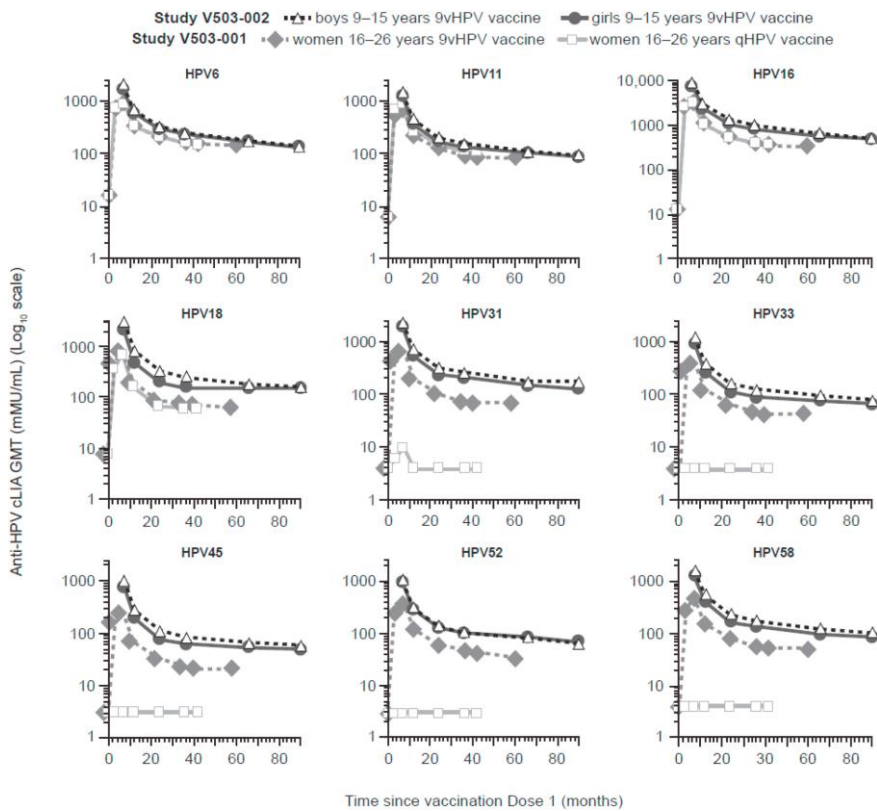 Study V503-002 boys 9–15 years 9vHPV vaccine girls 9–15 years 9vHPV vaccine
Study V503-001 women 16–26 years 9vHPV vaccine women 16–26 years qHPV vaccine
HPV6 HPV11 HPV16
1000 1000 10,000
1000
100 100
100
10 10
10
1 1 1
0 20 40 60 80 0 20 40 60 80 0 20 40 60 80
HPV18 HPV31 HPV33
1000 1000 1000
100 100 100
10 10 10
1 1 1
0 20 40 60 80 0 20 40 60 80 0 20 40 60 80
HPV45 HPV52 HPV58
1000 1000 1000
100 100 100
10 10 10
1 1 1
0 20 40 60 80 0 20 40 60 80 0 20 40 60 80
Anti-HPV cLIA GMT (mMU/mL) (Log10 scale)
Time since vaccination Dose 1 (months)